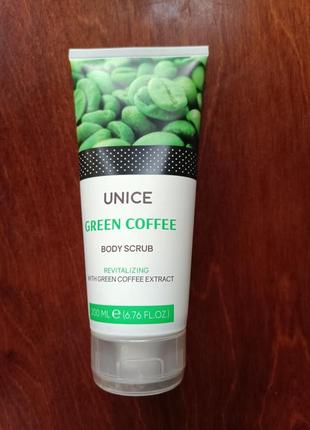 UNICE
GREEN COFFEE
BODY SCRUB
REVITALIZING
WITH GREEN COFFEE EXTRACT
200 ML ℮ (6.76 FL.OZ)